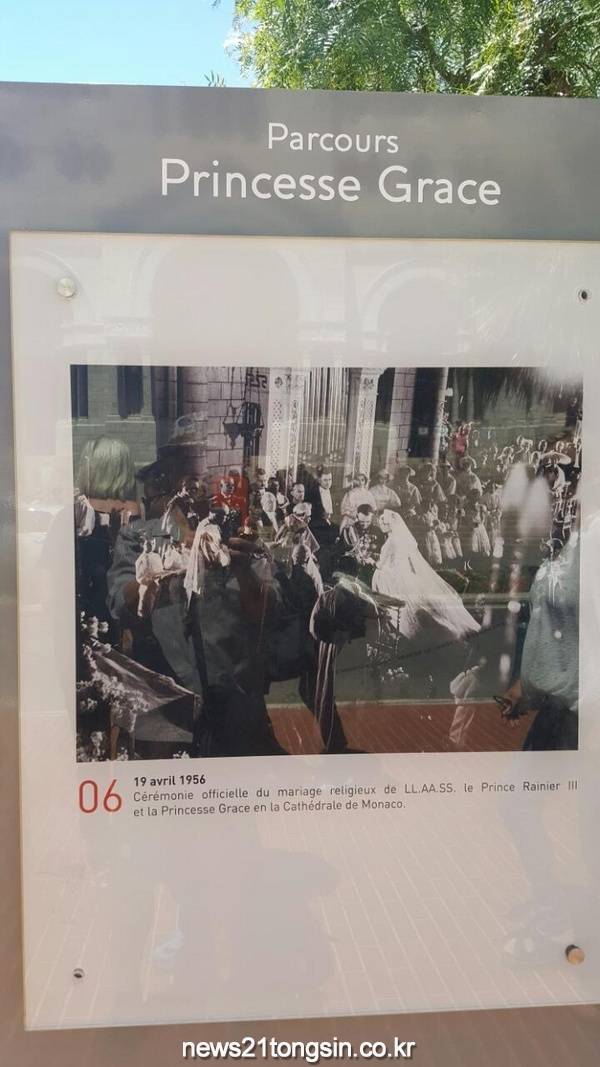 Parcours
Princesse Grace
06
19 avril 1956
Cérémonie officielle du mariage religieux de LL.AA.SS. le Prince Rainier III
et la Princesse Grace en la Cathédrale de Monaco.
news21tongsin.co.kr